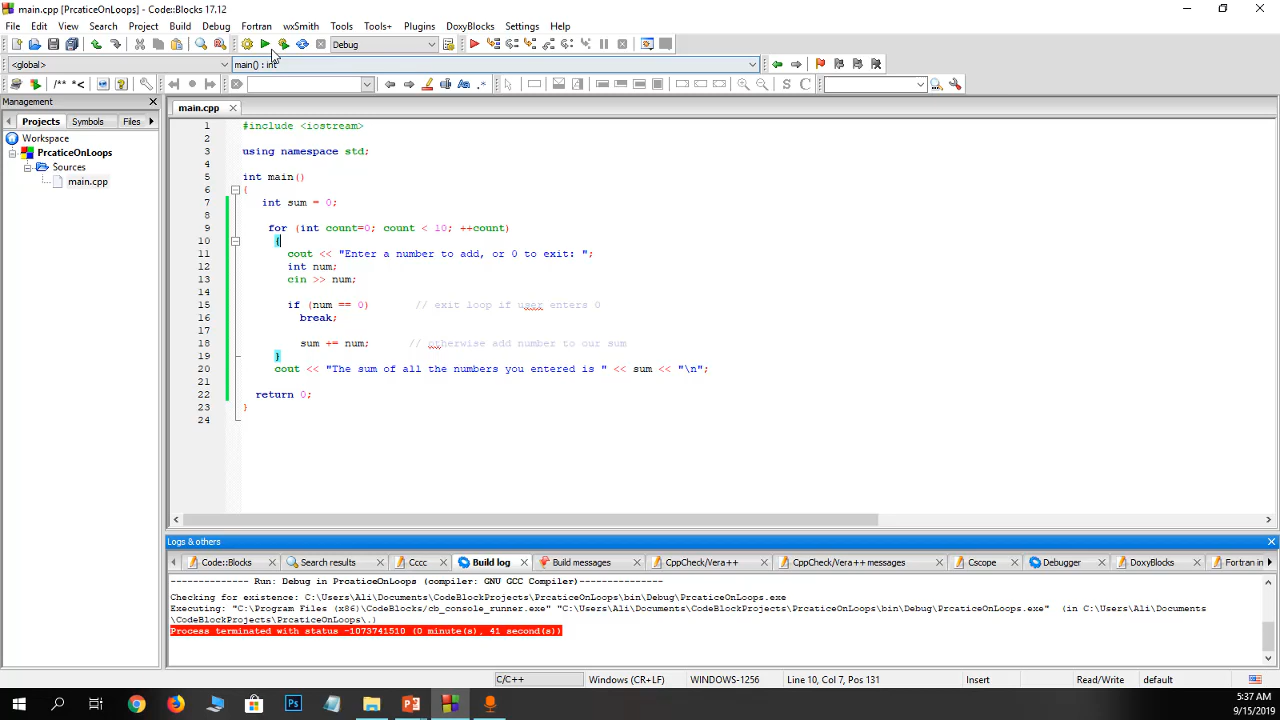 main.cpp [PrcaticeOnLoops] - Code::Blocks 17.12
File Edit View Search Project Build Debug Fortran wxSmith Tools Tools+ Plugins DoxyBlocks Settings Help
Debug
<global> main() : int
/** *< S C
Management
Projects Symbols Files
Workspace
PrcaticeOnLoops
Sources
main.cpp
main.cpp
1 #include <iostream>
2
3 using namespace std;
4
5 int main()
6 {
7 int sum = 0;
8
9 for (int count=0; count < 10; ++count)
10 {
11 cout << "Enter a number to add, or 0 to exit: ";
12 int num;
13 cin >> num;
14
15 if (num == 0) // exit loop if user enters 0
16 break;
17
18 sum += num; // otherwise add number to our sum
19 }
20 cout << "The sum of all the numbers you entered is " << sum << "\n";
21
22 return 0;
23 }
24
Logs & others
Code::Blocks Search results Cccc Build log Build messages CppCheck/Vera++ CppCheck/Vera++ messages Cscope Debugger DoxyBlocks Fortran in
-------------- Run: Debug in PrcaticeOnLoops (compiler: GNU GCC Compiler)---------------
Checking for existence: C:\Users\Ali\Documents\CodeBlockProjects\PrcaticeOnLoops\bin\Debug\PrcaticeOnLoops.exe
Executing: "C:\Program Files (x86)\CodeBlocks/cb_console_runner.exe" "C:\Users\Ali\Documents\CodeBlockProjects\PrcaticeOnLoops\bin\Debug\PrcaticeOnLoops.exe" (in C:\Users\Ali\Documents
\CodeBlockProjects\PrcaticeOnLoops\.)
Process terminated with status -1073741510 (0 minute(s), 41 second(s))
C/C++ Windows (CR+LF) WINDOWS-1256 Line 10, Col 7, Pos 131 Insert Read/Write default
Ps
5:37 AM
9/15/2019